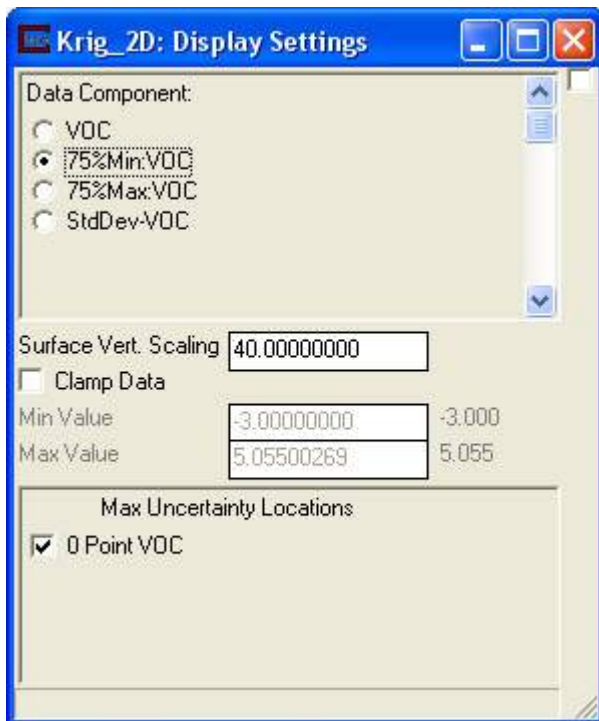 Krig_2D: Display Settings
Data Component:
VOC
75%Min:VOC
75%Max:VOC
StdDev-VOC
Surface Vert. Scaling 40.00000000
Clamp Data
Min Value -3.00000000 -3.000
Max Value 5.05500269 5.055
Max Uncertainty Locations
0 Point VOC